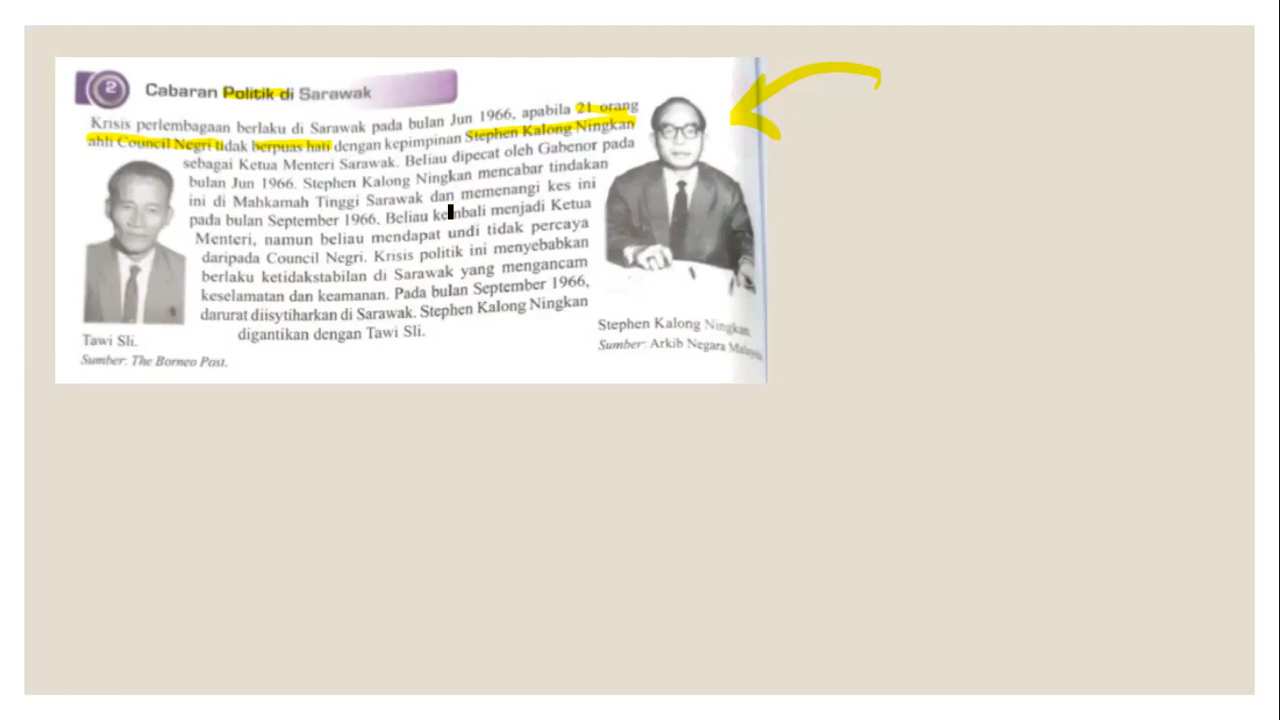 2 Cabaran Politik di Sarawak
Krisis perlembagaan berlaku di Sarawak pada bulan Jun 1966, apabila 21 orang
ahli Council Negri tidak berpuas hati dengan kepimpinan Stephen Kalong Ningkan
sebagai Ketua Menteri Sarawak. Beliau dipecat oleh Gabenor pada
bulan Jun 1966. Stephen Kalong Ningkan mencabar tindakan
ini di Mahkamah Tinggi Sarawak dan memenangi kes ini
pada bulan September 1966. Beliau kembali menjadi Ketua
Menteri, namun beliau mendapat undi tidak percaya
daripada Council Negri. Krisis politik ini menyebabkan
berlaku ketidakstabilan di Sarawak yang mengancam
keselamatan dan keamanan. Pada bulan September 1966,
darurat diisytiharkan di Sarawak. Stephen Kalong Ningkan
digantikan dengan Tawi Sli.
Tawi Sli.
Sumber: The Borneo Post.
Stephen Kalong Ningkan.
Sumber: Arkib Negara Malaysia